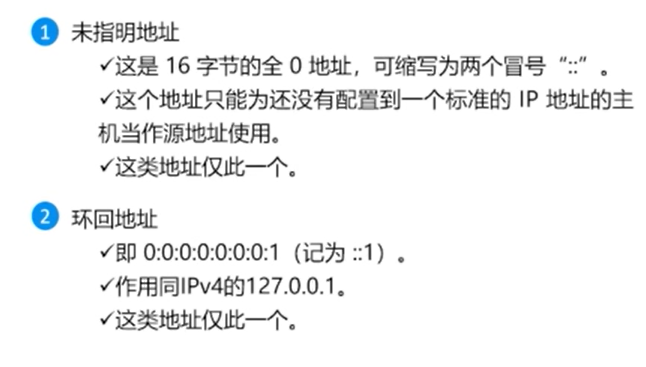 1 未指明地址
✓这是 16 字节的全 0 地址，可缩写为两个冒号“::”。
✓这个地址只能为还没有配置到一个标准的 IP 地址的主
机当作源地址使用。
✓这类地址仅此一个。
2 环回地址
✓即 0:0:0:0:0:0:0:1（记为 ::1）。
✓作用同IPv4的127.0.0.1。
✓这类地址仅此一个。